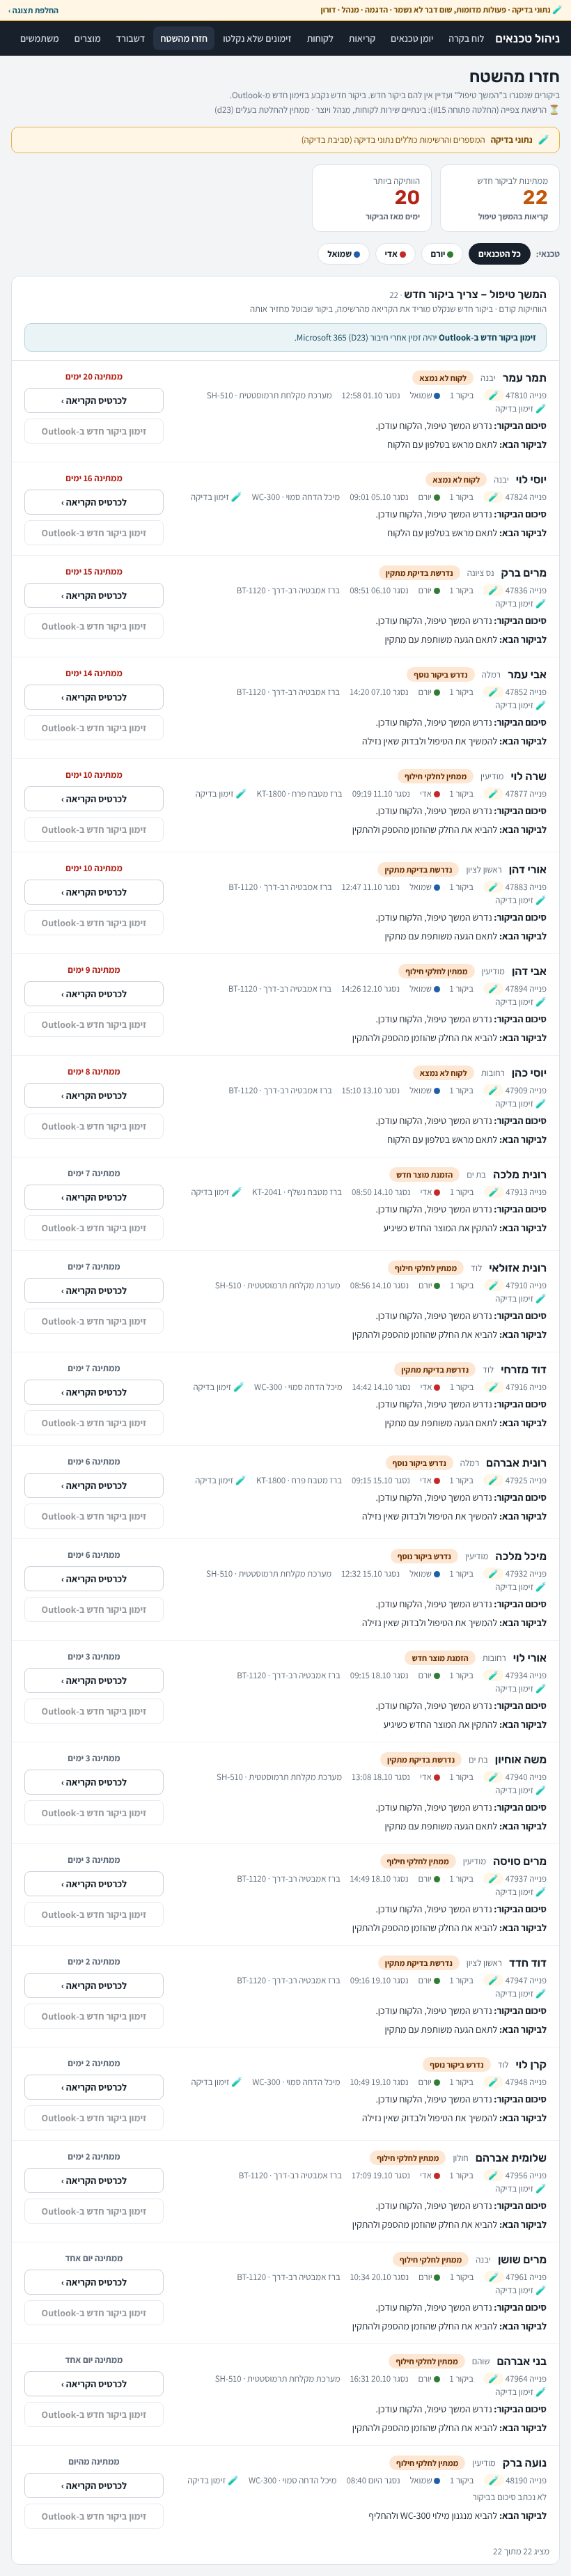 🧪 נתוני בדיקה · פעולות מדומות, שום דבר לא נשמר · הדגמה · מנהל · דורון
החלפת תצוגה ›
ניהול טכנאים
לוח בקרה
יומן טכנאים
קריאות
לקוחות
זימונים שלא נקלטו
חזרו מהשטח
דשבורד
מוצרים
משתמשים
חזרו מהשטח
ביקורים שנסגרו ב"המשך טיפול" ועדיין אין להם ביקור חדש. ביקור חדש נקבע בזימון חדש מ-Outlook.
⏳ הרשאת צפייה (החלטה פתוחה #15): בינתיים שירות לקוחות, מנהל ויוצר · ממתין להחלטת בעלים (d23)
🧪 נתוני בדיקה המספרים והרשימות כוללים נתוני בדיקה (סביבת בדיקה)
ממתינות לביקור חדש
22
קריאות בהמשך טיפול
הוותיקה ביותר
20
ימים מאז הביקור
טכנאי:
כל הטכנאים
יורם
אדי
שמואל
המשך טיפול – צריך ביקור חדש · 22
הוותיקות קודם · ביקור חדש שנקלט מוריד את הקריאה מהרשימה, ביקור שבוטל מחזיר אותה
זימון ביקור חדש ב-Outlook יהיה זמין אחרי חיבור Microsoft 365 (D23).
תמר עמר יבנה לקוח לא נמצא
פנייה 47810 🧪 ביקור 1 שמואל נסגר 01.10 12:58 מערכת מקלחת תרמוסטטית · SH-510
🧪 זימון בדיקה
סיכום הביקור: נדרש המשך טיפול, הלקוח עודכן.
לביקור הבא: לתאם מראש בטלפון עם הלקוח
ממתינה 20 ימים
לכרטיס הקריאה ›
זימון ביקור חדש ב-Outlook
יוסי לוי יבנה לקוח לא נמצא
פנייה 47824 🧪 ביקור 1 יורם נסגר 05.10 09:01 מיכל הדחה סמוי · WC-300 🧪 זימון בדיקה
סיכום הביקור: נדרש המשך טיפול, הלקוח עודכן.
לביקור הבא: לתאם מראש בטלפון עם הלקוח
ממתינה 16 ימים
לכרטיס הקריאה ›
זימון ביקור חדש ב-Outlook
מרים ברק נס ציונה נדרשת בדיקת מתקין
פנייה 47836 🧪 ביקור 1 יורם נסגר 06.10 08:51 ברז אמבטיה רב-דרך · BT-1120
🧪 זימון בדיקה
סיכום הביקור: נדרש המשך טיפול, הלקוח עודכן.
לביקור הבא: לתאם הגעה משותפת עם מתקין
ממתינה 15 ימים
לכרטיס הקריאה ›
זימון ביקור חדש ב-Outlook
אבי עמר רמלה נדרש ביקור נוסף
פנייה 47852 🧪 ביקור 1 יורם נסגר 07.10 14:20 ברז אמבטיה רב-דרך · BT-1120
🧪 זימון בדיקה
סיכום הביקור: נדרש המשך טיפול, הלקוח עודכן.
לביקור הבא: להמשיך את הטיפול ולבדוק שאין נזילה
ממתינה 14 ימים
לכרטיס הקריאה ›
זימון ביקור חדש ב-Outlook
שרה לוי מודיעין ממתין לחלקי חילוף
פנייה 47877 🧪 ביקור 1 אדי נסגר 11.10 09:19 ברז מטבח פרח · KT-1800 🧪 זימון בדיקה
סיכום הביקור: נדרש המשך טיפול, הלקוח עודכן.
לביקור הבא: להביא את החלק שהוזמן מהספק ולהתקין
ממתינה 10 ימים
לכרטיס הקריאה ›
זימון ביקור חדש ב-Outlook
אורי דהן ראשון לציון נדרשת בדיקת מתקין
פנייה 47883 🧪 ביקור 1 שמואל נסגר 11.10 12:47 ברז אמבטיה רב-דרך · BT-1120
🧪 זימון בדיקה
סיכום הביקור: נדרש המשך טיפול, הלקוח עודכן.
לביקור הבא: לתאם הגעה משותפת עם מתקין
ממתינה 10 ימים
לכרטיס הקריאה ›
זימון ביקור חדש ב-Outlook
אבי דהן מודיעין ממתין לחלקי חילוף
פנייה 47894 🧪 ביקור 1 שמואל נסגר 12.10 14:26 ברז אמבטיה רב-דרך · BT-1120
🧪 זימון בדיקה
סיכום הביקור: נדרש המשך טיפול, הלקוח עודכן.
לביקור הבא: להביא את החלק שהוזמן מהספק ולהתקין
ממתינה 9 ימים
לכרטיס הקריאה ›
זימון ביקור חדש ב-Outlook
יוסי כהן רחובות לקוח לא נמצא
פנייה 47909 🧪 ביקור 1 שמואל נסגר 13.10 15:10 ברז אמבטיה רב-דרך · BT-1120
🧪 זימון בדיקה
סיכום הביקור: נדרש המשך טיפול, הלקוח עודכן.
לביקור הבא: לתאם מראש בטלפון עם הלקוח
ממתינה 8 ימים
לכרטיס הקריאה ›
זימון ביקור חדש ב-Outlook
רונית מלכה בת ים הזמנת מוצר חדש
פנייה 47913 🧪 ביקור 1 אדי נסגר 14.10 08:50 ברז מטבח נשלף · KT-2041 🧪 זימון בדיקה
סיכום הביקור: נדרש המשך טיפול, הלקוח עודכן.
לביקור הבא: להתקין את המוצר החדש כשיגיע
ממתינה 7 ימים
לכרטיס הקריאה ›
זימון ביקור חדש ב-Outlook
רונית אזולאי לוד ממתין לחלקי חילוף
פנייה 47910 🧪 ביקור 1 יורם נסגר 14.10 08:56 מערכת מקלחת תרמוסטטית · SH-510
🧪 זימון בדיקה
סיכום הביקור: נדרש המשך טיפול, הלקוח עודכן.
לביקור הבא: להביא את החלק שהוזמן מהספק ולהתקין
ממתינה 7 ימים
לכרטיס הקריאה ›
זימון ביקור חדש ב-Outlook
דוד מזרחי לוד נדרשת בדיקת מתקין
פנייה 47916 🧪 ביקור 1 אדי נסגר 14.10 14:42 מיכל הדחה סמוי · WC-300 🧪 זימון בדיקה
סיכום הביקור: נדרש המשך טיפול, הלקוח עודכן.
לביקור הבא: לתאם הגעה משותפת עם מתקין
ממתינה 7 ימים
לכרטיס הקריאה ›
זימון ביקור חדש ב-Outlook
רונית אברהם רמלה נדרש ביקור נוסף
פנייה 47925 🧪 ביקור 1 אדי נסגר 15.10 09:15 ברז מטבח פרח · KT-1800 🧪 זימון בדיקה
סיכום הביקור: נדרש המשך טיפול, הלקוח עודכן.
לביקור הבא: להמשיך את הטיפול ולבדוק שאין נזילה
ממתינה 6 ימים
לכרטיס הקריאה ›
זימון ביקור חדש ב-Outlook
מיכל מלכה מודיעין נדרש ביקור נוסף
פנייה 47932 🧪 ביקור 1 שמואל נסגר 15.10 12:32 מערכת מקלחת תרמוסטטית · SH-510
🧪 זימון בדיקה
סיכום הביקור: נדרש המשך טיפול, הלקוח עודכן.
לביקור הבא: להמשיך את הטיפול ולבדוק שאין נזילה
ממתינה 6 ימים
לכרטיס הקריאה ›
זימון ביקור חדש ב-Outlook
אורי לוי רחובות הזמנת מוצר חדש
פנייה 47934 🧪 ביקור 1 יורם נסגר 18.10 09:15 ברז אמבטיה רב-דרך · BT-1120
🧪 זימון בדיקה
סיכום הביקור: נדרש המשך טיפול, הלקוח עודכן.
לביקור הבא: להתקין את המוצר החדש כשיגיע
ממתינה 3 ימים
לכרטיס הקריאה ›
זימון ביקור חדש ב-Outlook
משה אוחיון בת ים נדרשת בדיקת מתקין
פנייה 47940 🧪 ביקור 1 אדי נסגר 18.10 13:08 מערכת מקלחת תרמוסטטית · SH-510
🧪 זימון בדיקה
סיכום הביקור: נדרש המשך טיפול, הלקוח עודכן.
לביקור הבא: לתאם הגעה משותפת עם מתקין
ממתינה 3 ימים
לכרטיס הקריאה ›
זימון ביקור חדש ב-Outlook
מרים סויסה מודיעין ממתין לחלקי חילוף
פנייה 47937 🧪 ביקור 1 יורם נסגר 18.10 14:49 ברז אמבטיה רב-דרך · BT-1120
🧪 זימון בדיקה
סיכום הביקור: נדרש המשך טיפול, הלקוח עודכן.
לביקור הבא: להביא את החלק שהוזמן מהספק ולהתקין
ממתינה 3 ימים
לכרטיס הקריאה ›
זימון ביקור חדש ב-Outlook
דוד חדד ראשון לציון נדרשת בדיקת מתקין
פנייה 47947 🧪 ביקור 1 יורם נסגר 19.10 09:16 ברז אמבטיה רב-דרך · BT-1120
🧪 זימון בדיקה
סיכום הביקור: נדרש המשך טיפול, הלקוח עודכן.
לביקור הבא: לתאם הגעה משותפת עם מתקין
ממתינה 2 ימים
לכרטיס הקריאה ›
זימון ביקור חדש ב-Outlook
קרן לוי לוד נדרש ביקור נוסף
פנייה 47948 🧪 ביקור 1 יורם נסגר 19.10 10:49 מיכל הדחה סמוי · WC-300 🧪 זימון בדיקה
סיכום הביקור: נדרש המשך טיפול, הלקוח עודכן.
לביקור הבא: להמשיך את הטיפול ולבדוק שאין נזילה
ממתינה 2 ימים
לכרטיס הקריאה ›
זימון ביקור חדש ב-Outlook
שלומית אברהם חולון ממתין לחלקי חילוף
פנייה 47956 🧪 ביקור 1 אדי נסגר 19.10 17:09 ברז אמבטיה רב-דרך · BT-1120
🧪 זימון בדיקה
סיכום הביקור: נדרש המשך טיפול, הלקוח עודכן.
לביקור הבא: להביא את החלק שהוזמן מהספק ולהתקין
ממתינה 2 ימים
לכרטיס הקריאה ›
זימון ביקור חדש ב-Outlook
מרים ששון יבנה ממתין לחלקי חילוף
פנייה 47961 🧪 ביקור 1 יורם נסגר 20.10 10:34 ברז אמבטיה רב-דרך · BT-1120
🧪 זימון בדיקה
סיכום הביקור: נדרש המשך טיפול, הלקוח עודכן.
לביקור הבא: להביא את החלק שהוזמן מהספק ולהתקין
ממתינה יום אחד
לכרטיס הקריאה ›
זימון ביקור חדש ב-Outlook
בני אברהם שוהם ממתין לחלקי חילוף
פנייה 47964 🧪 ביקור 1 יורם נסגר 20.10 16:31 מערכת מקלחת תרמוסטטית · SH-510
🧪 זימון בדיקה
סיכום הביקור: נדרש המשך טיפול, הלקוח עודכן.
לביקור הבא: להביא את החלק שהוזמן מהספק ולהתקין
ממתינה יום אחד
לכרטיס הקריאה ›
זימון ביקור חדש ב-Outlook
נועה ברק מודיעין ממתין לחלקי חילוף
פנייה 48190 🧪 ביקור 1 שמואל נסגר היום 08:40 מיכל הדחה סמוי · WC-300 🧪 זימון בדיקה
לא נכתב סיכום בביקור
לביקור הבא: להביא מנגנון מילוי WC-300 ולהחליף
ממתינה מהיום
לכרטיס הקריאה ›
זימון ביקור חדש ב-Outlook
מציג 22 מתוך 22